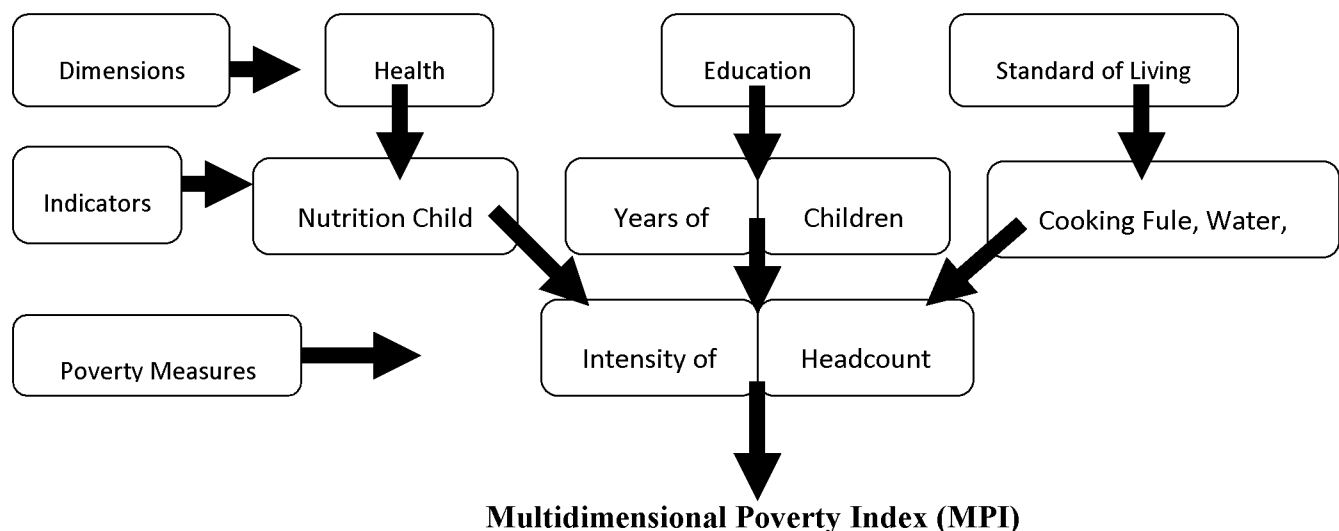 Dimensions
Health
Education
Standard of Living
Indicators
Nutrition Child
Years of
Children
Cooking Fule, Water,
Poverty Measures
Intensity of
Headcount
Multidimensional Poverty Index (MPI)